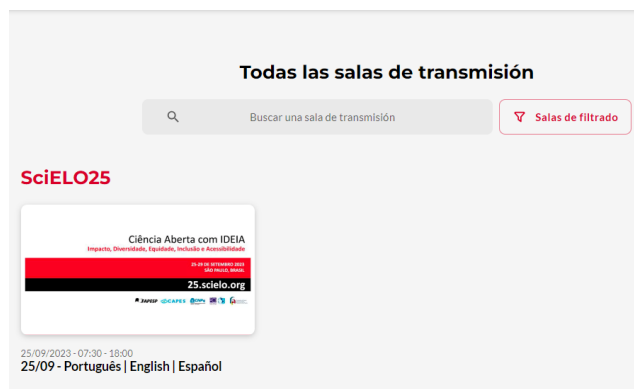 Todas las salas de transmisión
Buscar una sala de transmisión
Salas de filtrado
SciELO25
Ciência Aberta com IDEIA
Impacto, Diversidade, Equidade, Inclusão e Acessibilidade
25-29 DE SETEMBRO 2023
SÃO PAULO, BRASIL
25.scielo.org
FAPESP CAPES
25/09/2023 - 07:30 - 18:00
25/09 - Português | English | Español